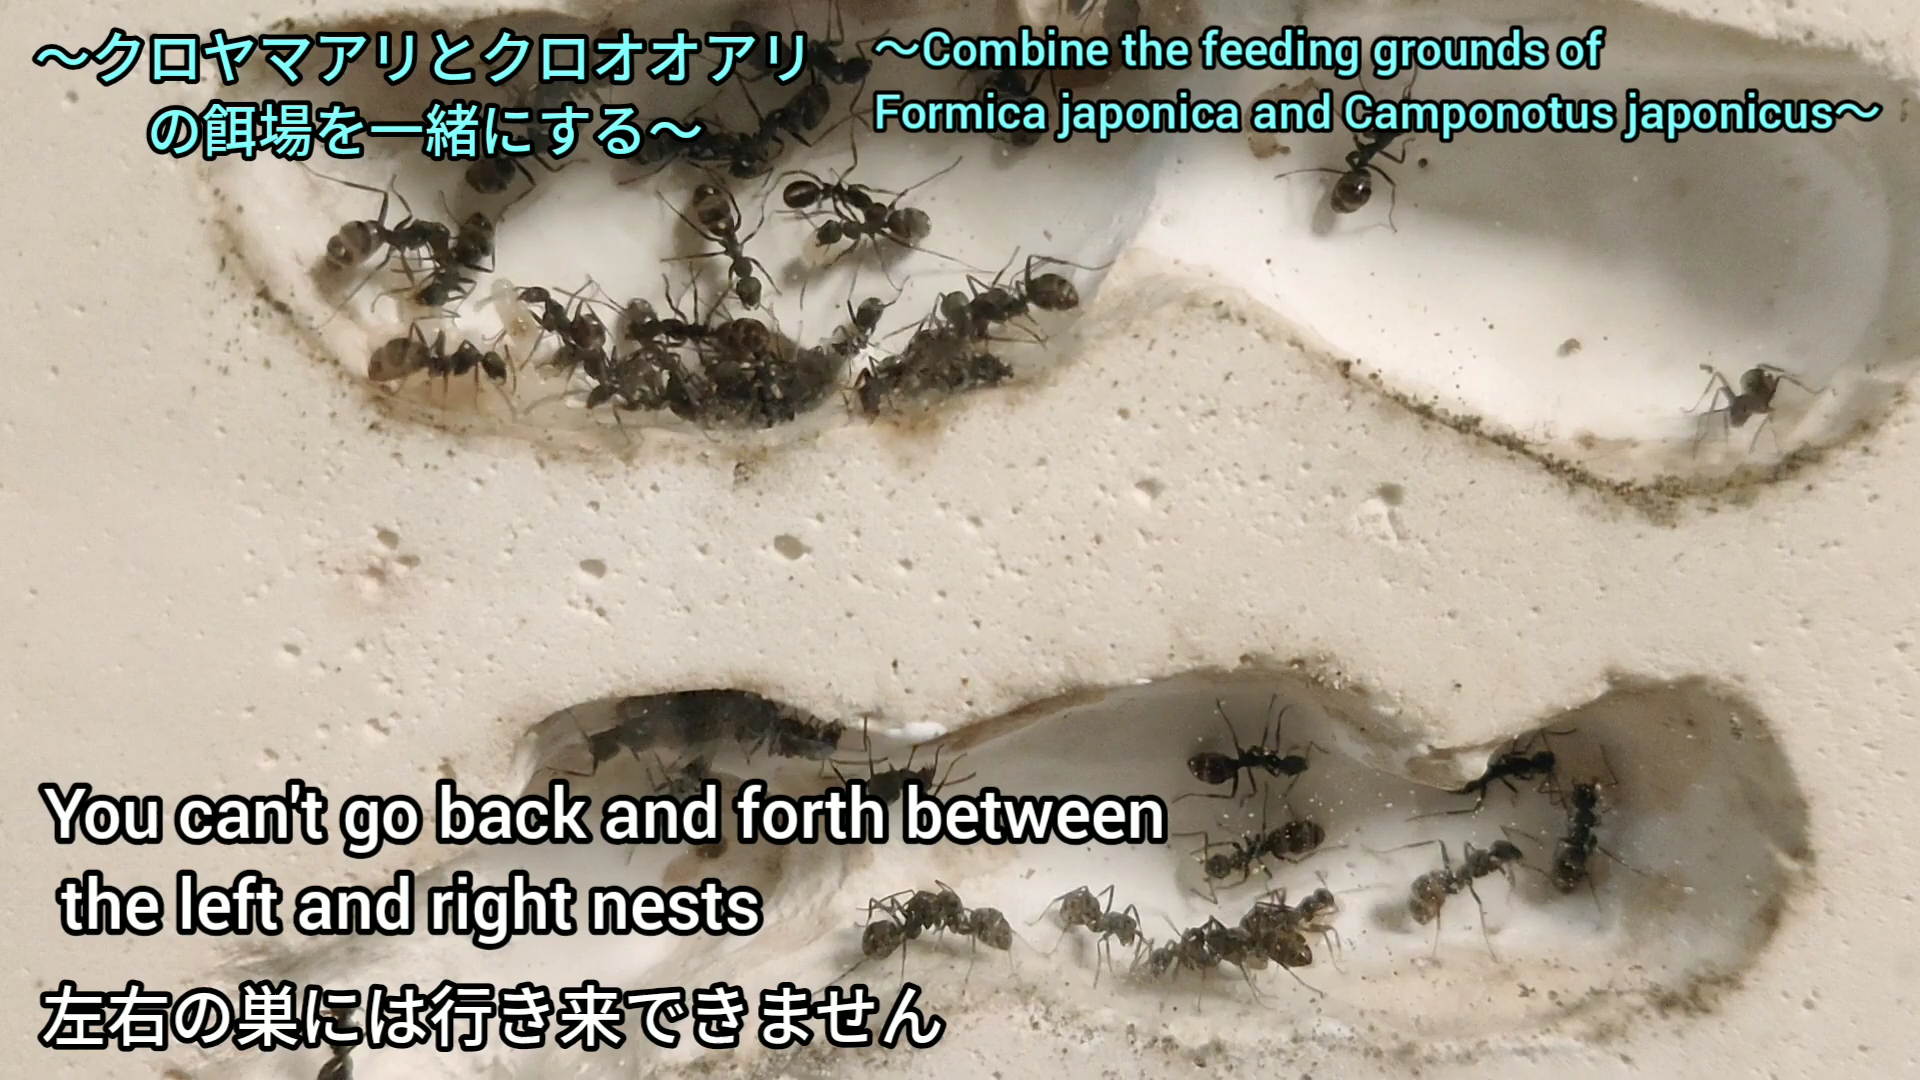 ～クロヤマアリとクロオオアリ
の餌場を一緒にする～
～Combine the feeding grounds of
Formica japonica and Camponotus japonicus～
You can't go back and forth between
the left and right nests
左右の巣には行き来できません